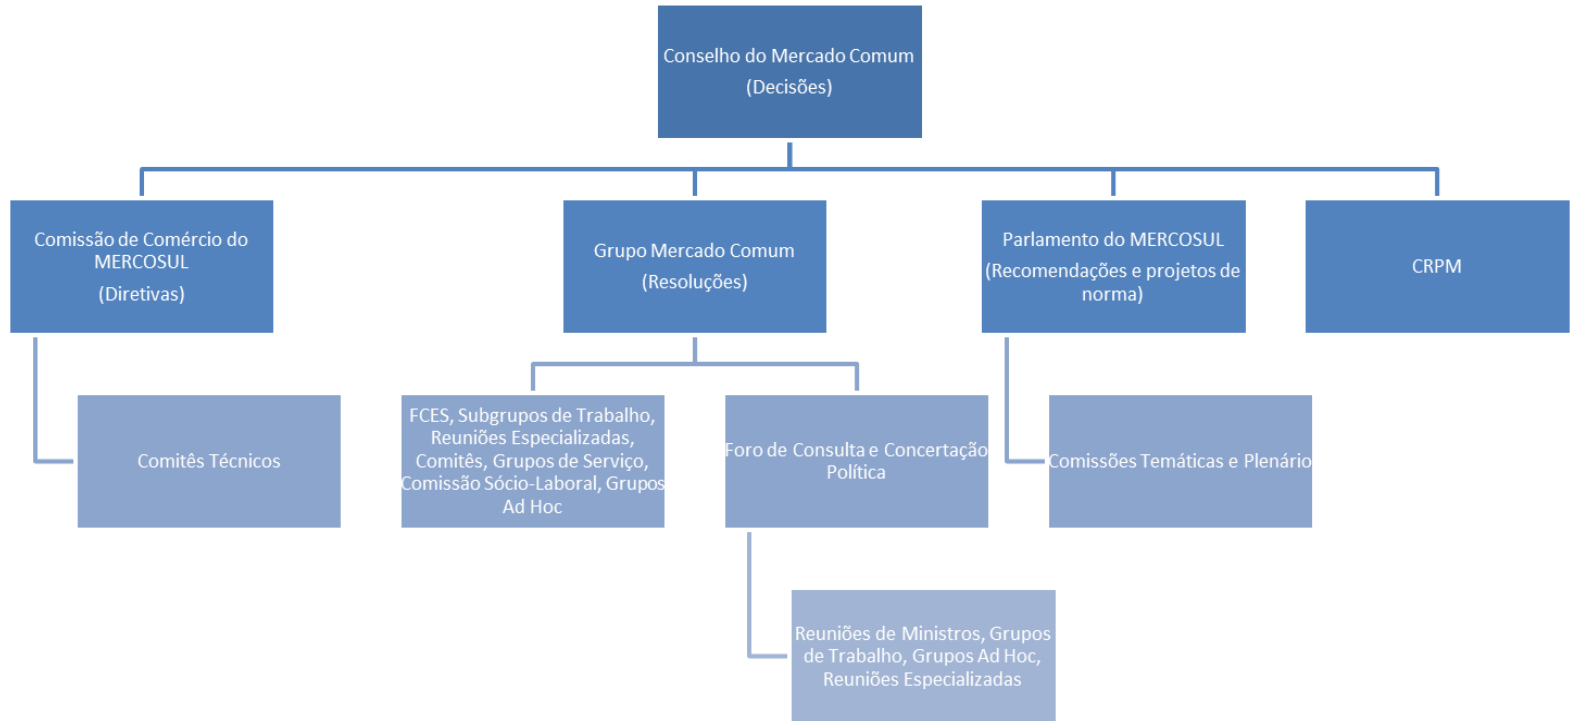 Conselho do Mercado Comum
(Decisões)
Comissão de Comércio do
MERCOSUL
(Diretivas)
Grupo Mercado Comum
(Resoluções)
Parlamento do MERCOSUL
(Recomendações e projetos de
norma)
CRPM
Comitês Técnicos
FCES, Subgrupos de Trabalho,
Reuniões Especializadas,
Comitês, Grupos de Serviço,
Comissão Sócio-Laboral, Grupos
Ad Hoc
Foro de Consulta e Concertação
Política
Comissões Temáticas e Plenário
Reuniões de Ministros, Grupos
de Trabalho, Grupos Ad Hoc,
Reuniões Especializadas